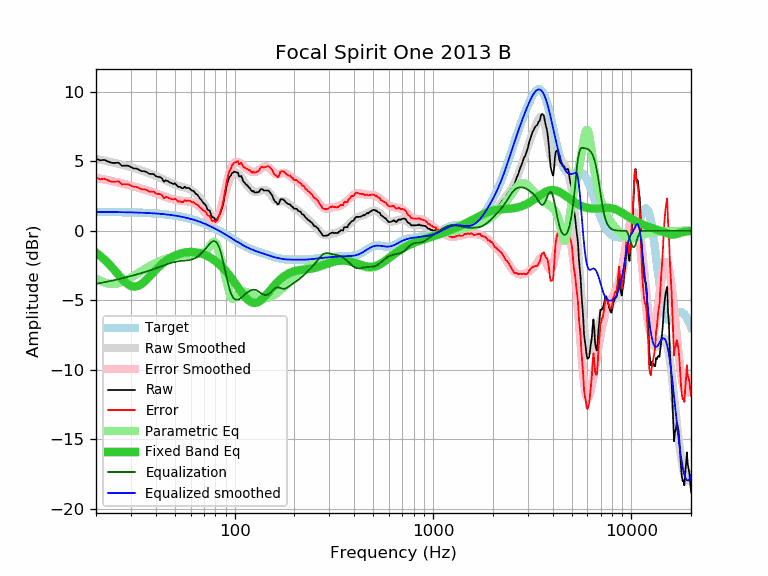 Focal Spirit One 2013 B
Amplitude (dBr)
10
5
0
−5
−10
−15
−20
Target
Raw Smoothed
Error Smoothed
Raw
Error
Parametric Eq
Fixed Band Eq
Equalization
Equalized smoothed
100
1000
10000
Frequency (Hz)